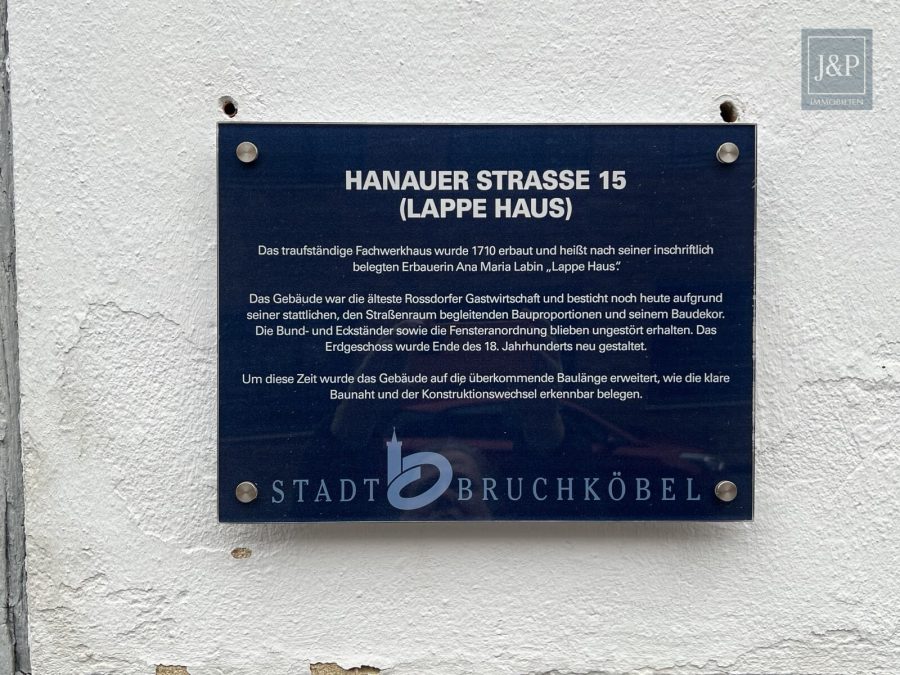 J&P
IMMOBILIEN
HANAUER STRASSE 15
(LAPPE HAUS)
Das traufständige Fachwerkhaus wurde 1710 erbaut und heißt nach seiner inschriftlich
belegten Erbauerin Ana Maria Labin „Lappe Haus“.
Das Gebäude war die älteste Rossdorfer Gastwirtschaft und besticht noch heute aufgrund
seiner stattlichen, den Straßenraum begleitenden Bauproportionen und seinem Baudekor.
Die Bund- und Eckständer sowie die Fensteranordnung blieben ungestört erhalten. Das
Erdgeschoss wurde Ende des 18. Jahrhunderts neu gestaltet.
Um diese Zeit wurde das Gebäude auf die überkommende Baulänge erweitert, wie die klare
Baunaht und der Konstruktionswechsel erkennbar belegen.
STADT b BRUCHKÖBEL